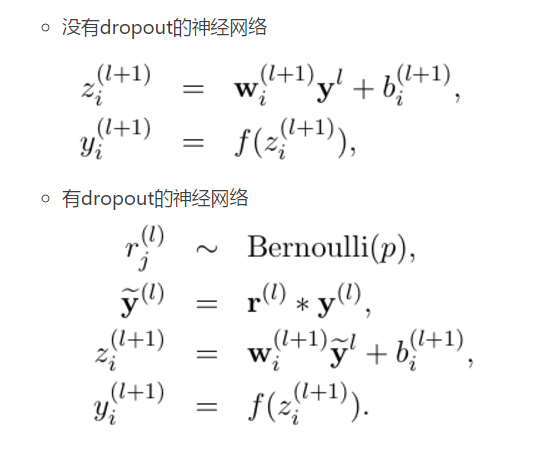 没有dropout的神经网络
$z_i^{(l+1)} = \mathbf{w}_i^{(l+1)} \mathbf{y}^l + b_i^{(l+1)},$
$y_i^{(l+1)} = f(z_i^{(l+1)}),$
有dropout的神经网络
$r_j^{(l)} \sim \text{Bernoulli}(p),$
$\widetilde{\mathbf{y}}^{(l)} = \mathbf{r}^{(l)} * \mathbf{y}^{(l)},$
$z_i^{(l+1)} = \mathbf{w}_i^{(l+1)} \widetilde{\mathbf{y}}^l + b_i^{(l+1)},$
$y_i^{(l+1)} = f(z_i^{(l+1)}).$